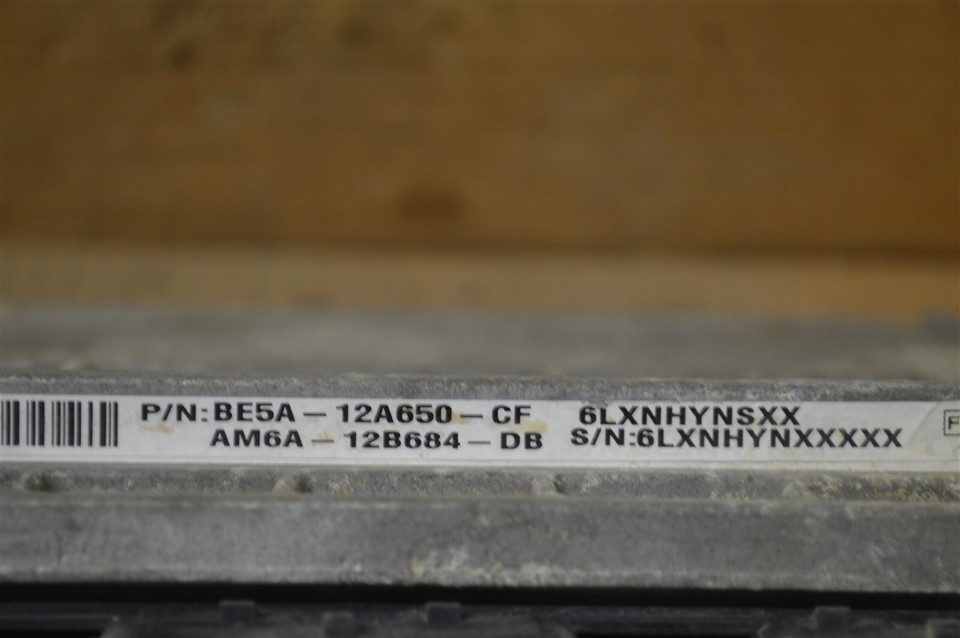 P/N:BE5A-12A650-CF 6LXNHYNSXX
AM6A-12B684-DB S/N:6LXNHYNXXXXX
F